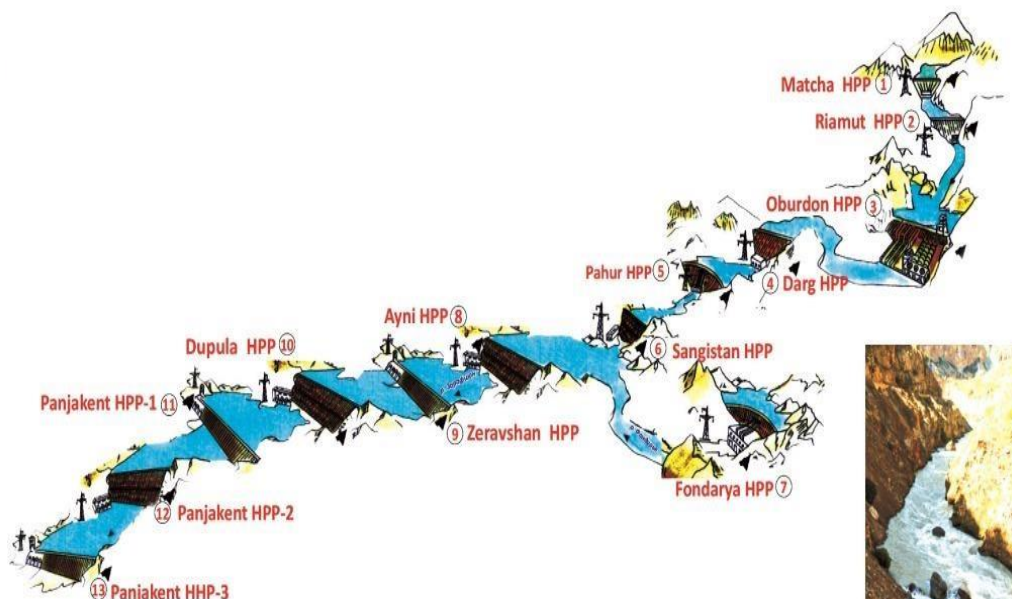 Matcha HPP 1
Riamut HPP 2
Oburdon HPP 3
Pahur HPP 5
4 Darg HPP
Ayni HPP 8
6 Sangistan HPP
Dupula HPP 10
Panjakent HPP-1 11
9 Zeravshan HPP
Fondarya HPP 7
12 Panjakent HPP-2
13 Panjakent HHP-3